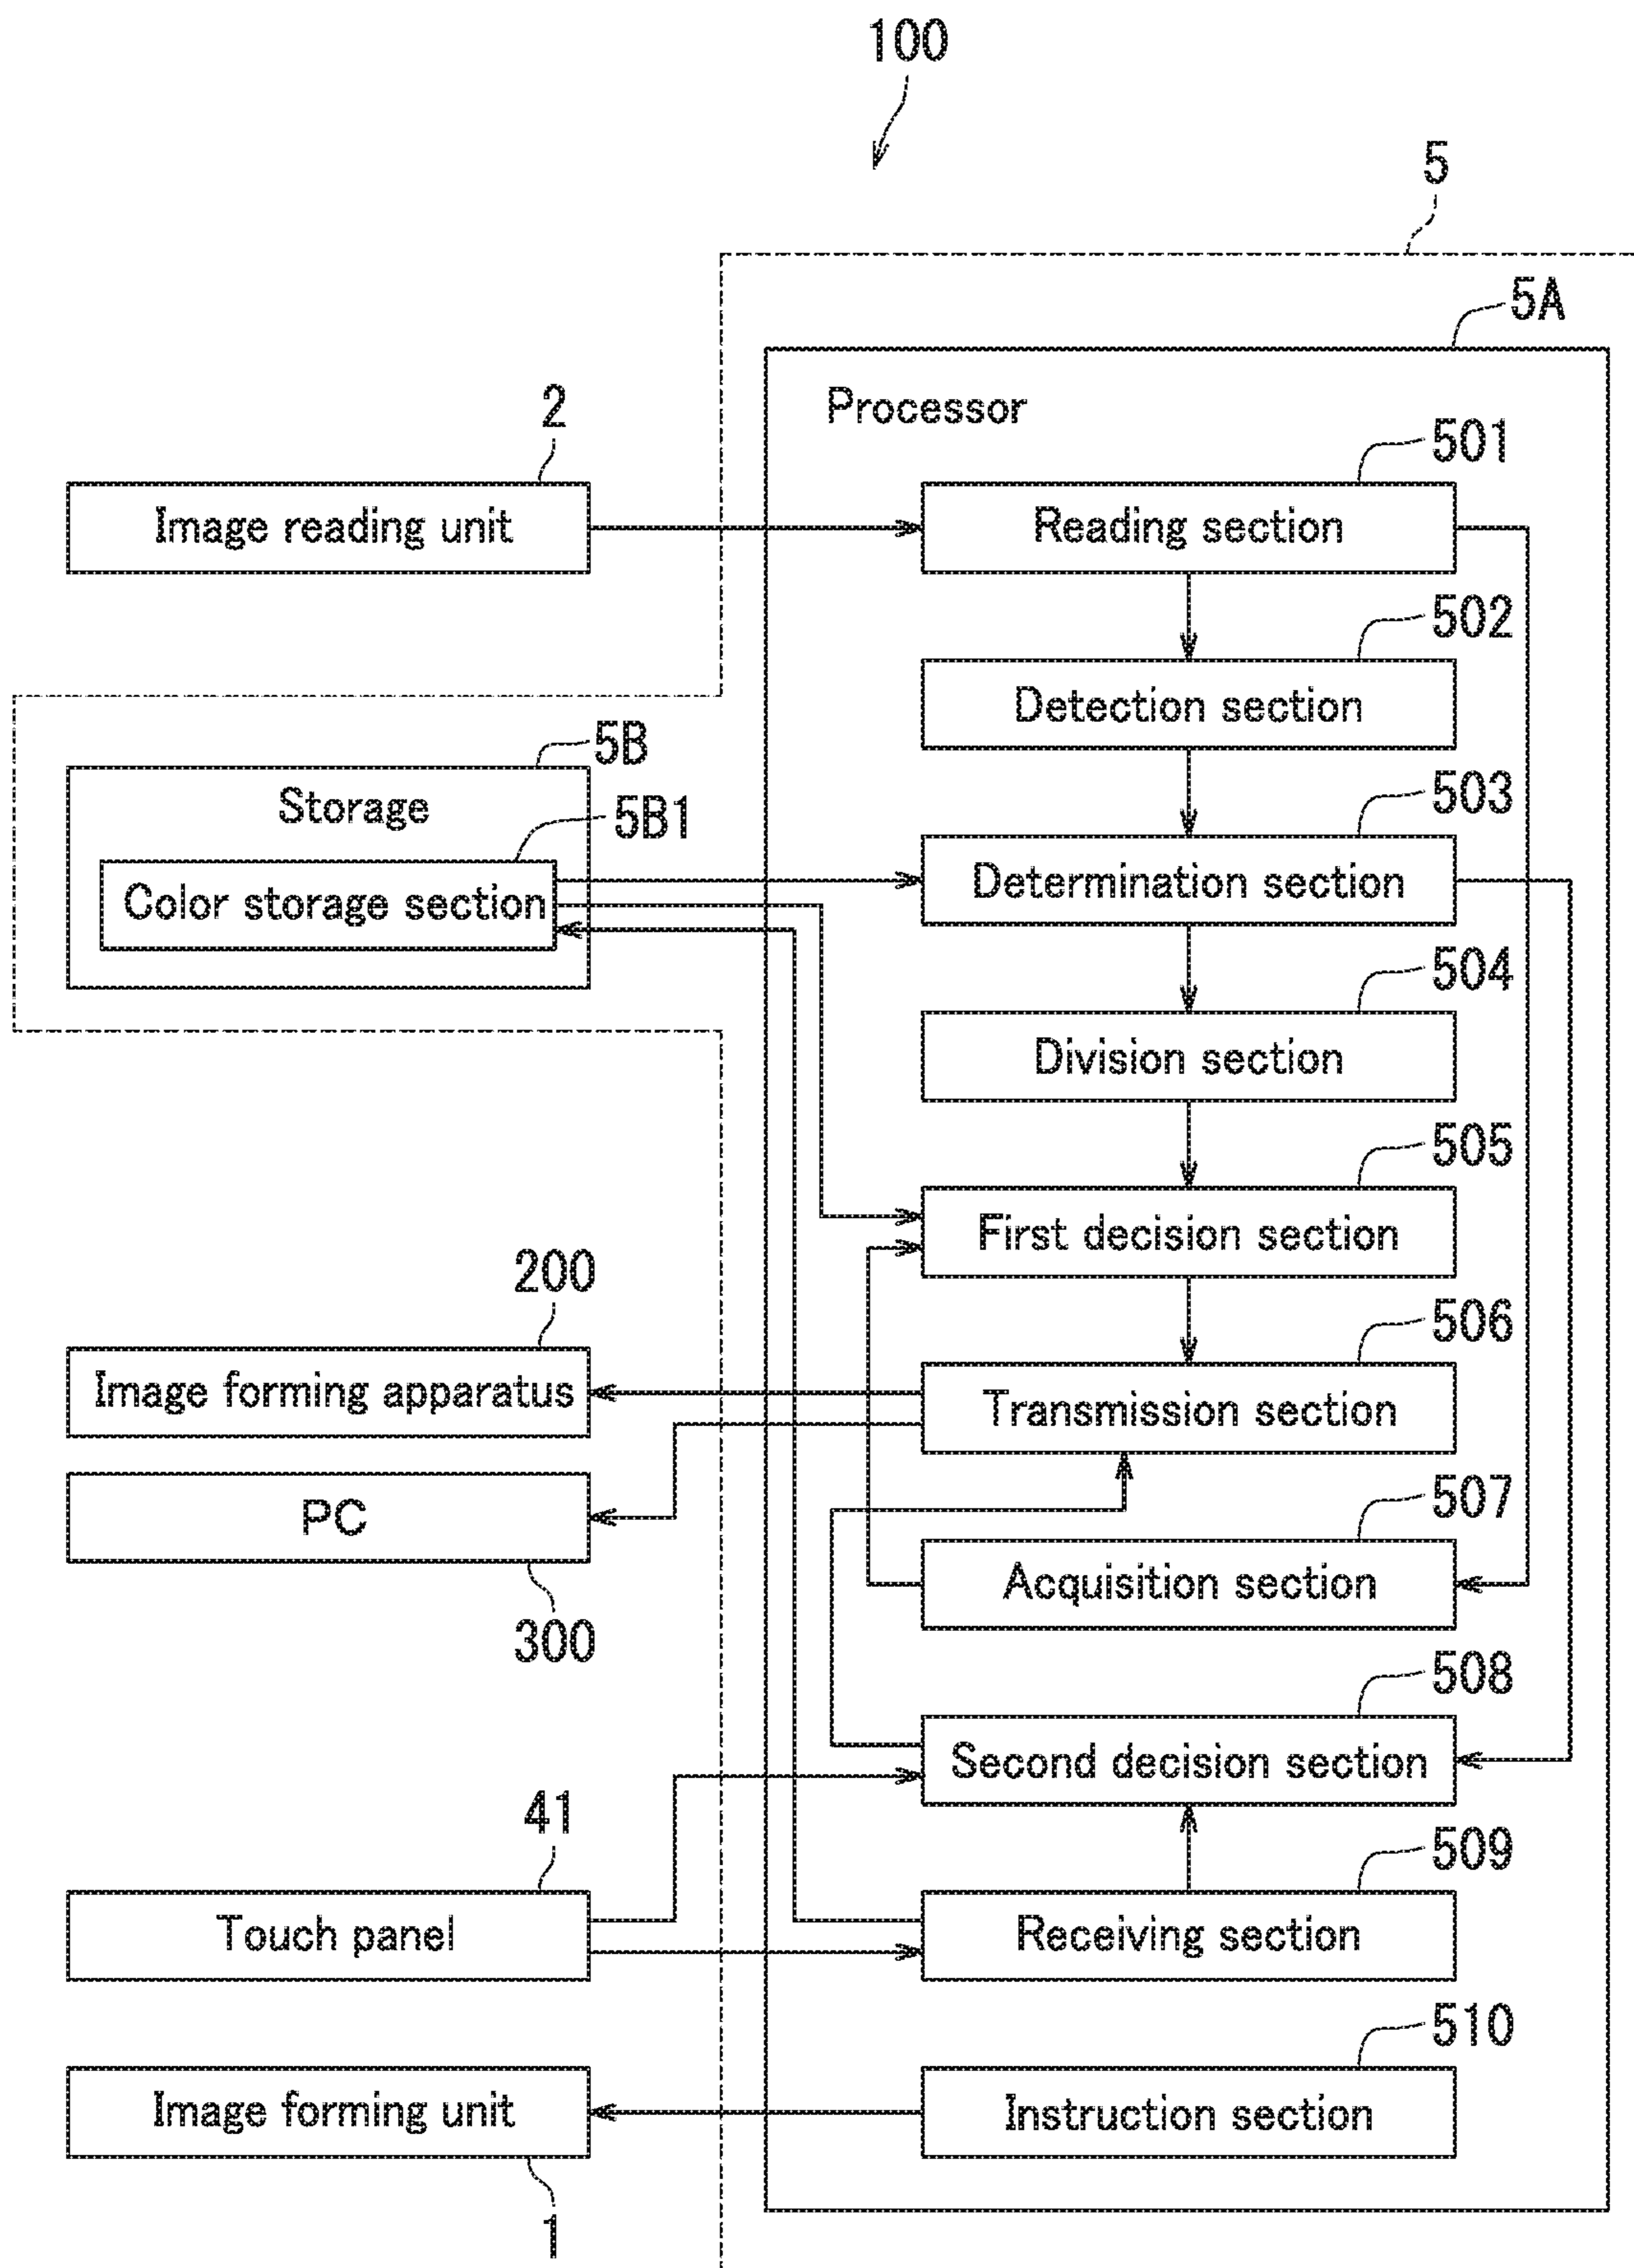 100
5
5A
Processor
2
Image reading unit
501
Reading section
502
Detection section
5B
Storage
5B1
Color storage section
503
Determination section
504
Division section
505
First decision section
200
Image forming apparatus
506
Transmission section
PC
300
507
Acquisition section
508
Second decision section
41
Touch panel
509
Receiving section
510
Instruction section
Image forming unit
1